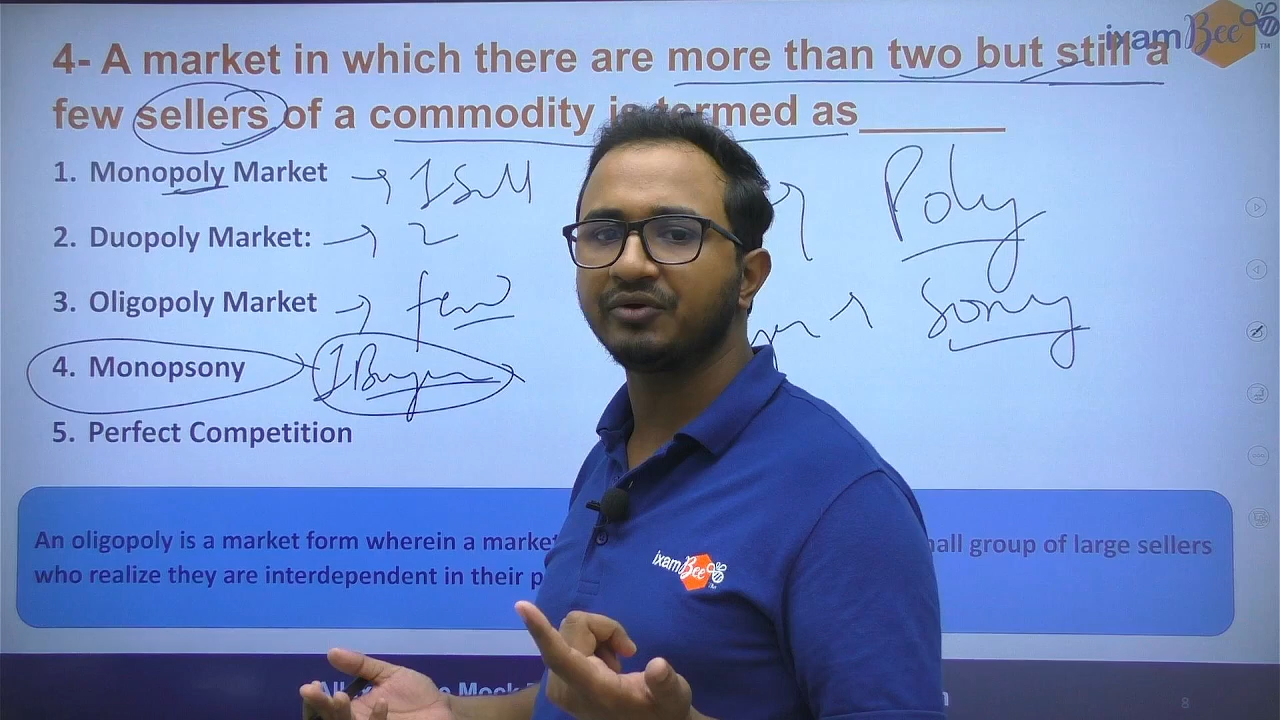 ixamBee™
4- A market in which there are more than two but still a
few sellers of a commodity is termed as_______
1. Monopoly Market → 1 Sell
Poly
2. Duopoly Market: → 2
3. Oligopoly Market → few
Sony
4. Monopsony → 1 Buyer
5. Perfect Competition
An oligopoly is a market form wherein a market all group of large sellers
who realize they are interdependent in their p
ixamBee™
8